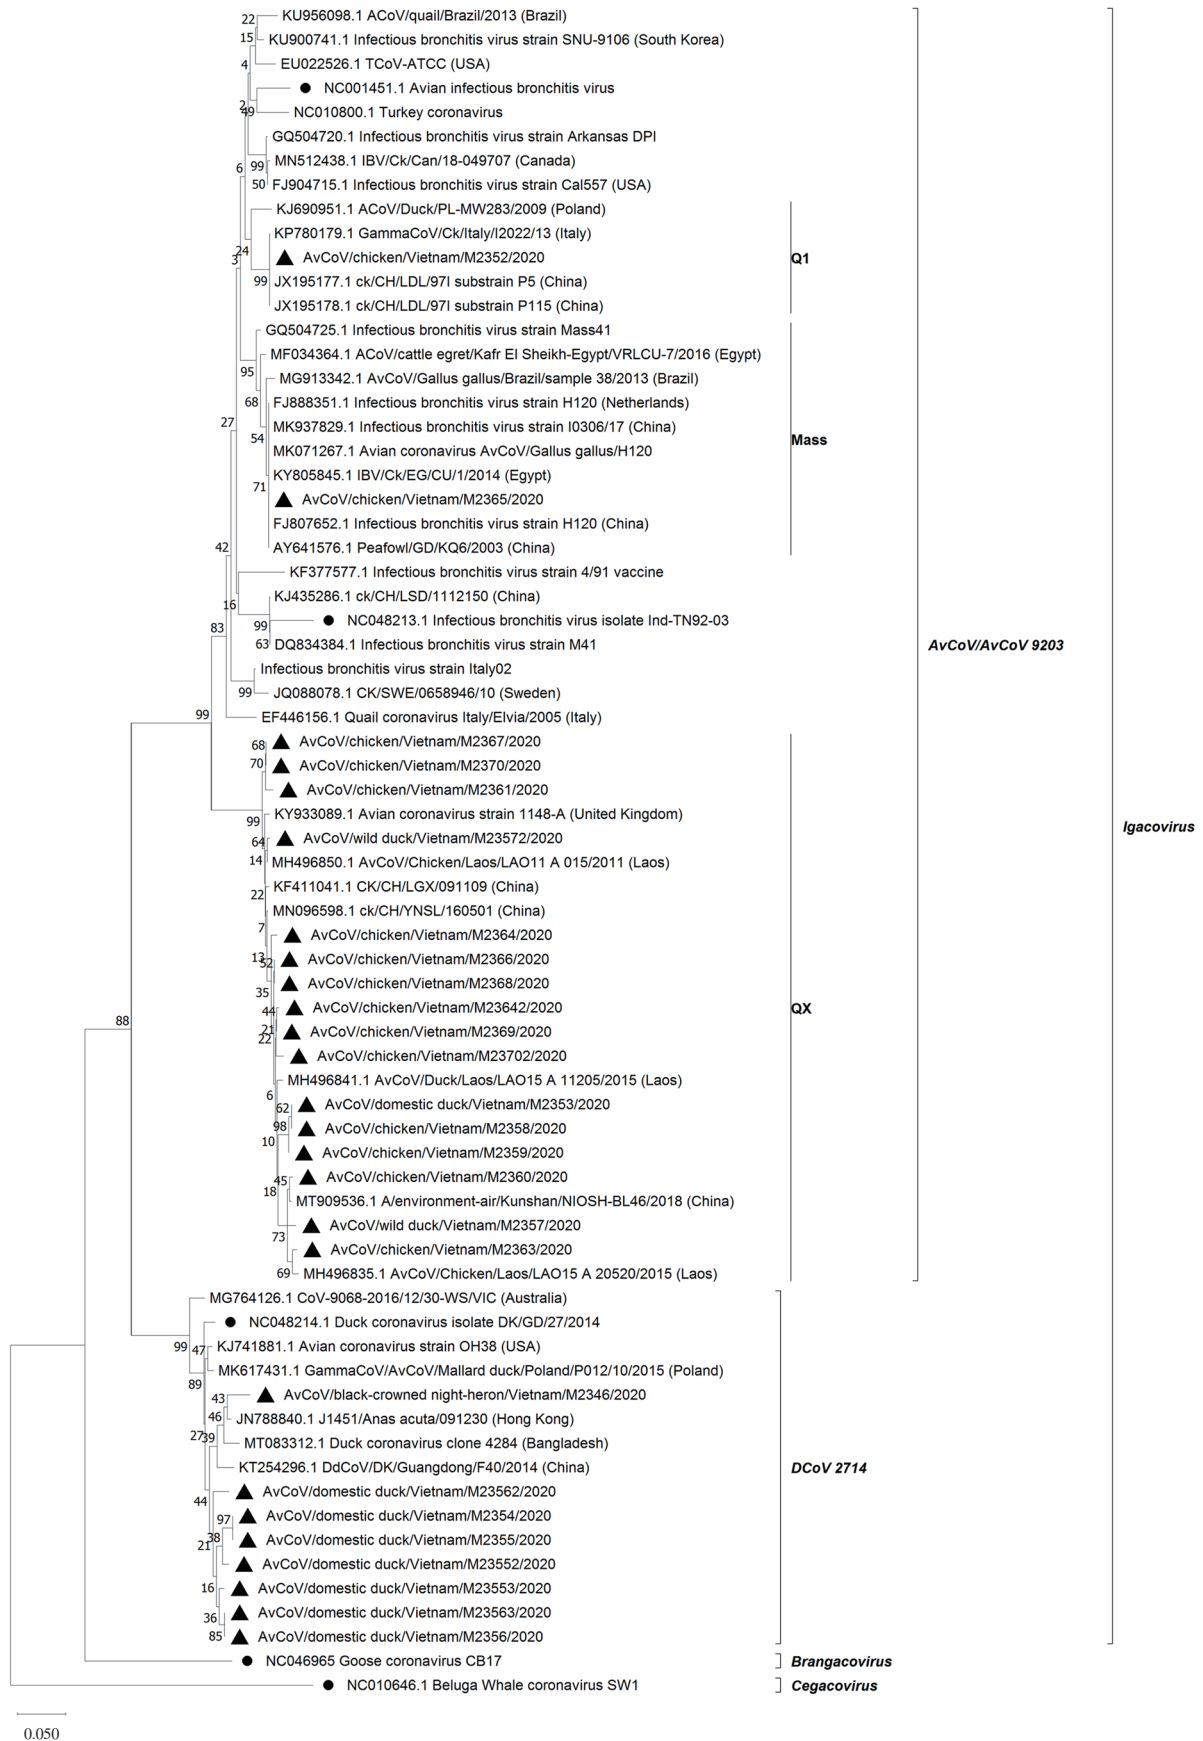 22
KU956098.1 ACoV/quail/Brazil/2013 (Brazil)
15
KU900741.1 Infectious bronchitis virus strain SNU-9106 (South Korea)
4
EU022526.1 TCoV-ATCC (USA)
NC001451.1 Avian infectious bronchitis virus
2
49
NC010800.1 Turkey coronavirus
GQ504720.1 Infectious bronchitis virus strain Arkansas DPI
6
99
MN512438.1 IBV/Ck/Can/18-049707 (Canada)
50
FJ904715.1 Infectious bronchitis virus strain Cal557 (USA)
KJ690951.1 ACoV/Duck/PL-MW283/2009 (Poland)
KP780179.1 GammaCoV/Ck/Italy/I2022/13 (Italy)
24
3
AvCoV/chicken/Vietnam/M2352/2020
Q1
99
JX195177.1 ck/CH/LDL/97I substrain P5 (China)
JX195178.1 ck/CH/LDL/97I substrain P115 (China)
GQ504725.1 Infectious bronchitis virus strain Mass41
MF034364.1 ACoV/cattle egret/Kafr El Sheikh-Egypt/VRLCU-7/2016 (Egypt)
95
MG913342.1 AvCoV/Gallus gallus/Brazil/sample 38/2013 (Brazil)
68
FJ888351.1 Infectious bronchitis virus strain H120 (Netherlands)
27
MK937829.1 Infectious bronchitis virus strain I0306/17 (China)
54
Mass
MK071267.1 Avian coronavirus AvCoV/Gallus gallus/H120
KY805845.1 IBV/Ck/EG/CU/1/2014 (Egypt)
71
AvCoV/chicken/Vietnam/M2365/2020
FJ807652.1 Infectious bronchitis virus strain H120 (China)
42
AY641576.1 Peafowl/GD/KQ6/2003 (China)
KF377577.1 Infectious bronchitis virus strain 4/91 vaccine
KJ435286.1 ck/CH/LSD/1112150 (China)
16
NC048213.1 Infectious bronchitis virus isolate Ind-TN92-03
99
83
63
DQ834384.1 Infectious bronchitis virus strain M41
AvCoV/AvCoV 9203
Infectious bronchitis virus strain Italy02
99
JQ088078.1 CK/SWE/0658946/10 (Sweden)
99
EF446156.1 Quail coronavirus Italy/Elvia/2005 (Italy)
68
AvCoV/chicken/Vietnam/M2367/2020
70
AvCoV/chicken/Vietnam/M2370/2020
AvCoV/chicken/Vietnam/M2361/2020
99
KY933089.1 Avian coronavirus strain 1148-A (United Kingdom)
Igacovirus
64
AvCoV/wild duck/Vietnam/M23572/2020
14
MH496850.1 AvCoV/Chicken/Laos/LAO11 A 015/2011 (Laos)
22
KF411041.1 CK/CH/LGX/091109 (China)
MN096598.1 ck/CH/YNSL/160501 (China)
7
AvCoV/chicken/Vietnam/M2364/2020
13
52
AvCoV/chicken/Vietnam/M2366/2020
AvCoV/chicken/Vietnam/M2368/2020
35
44
AvCoV/chicken/Vietnam/M23642/2020
QX
88
21
22
AvCoV/chicken/Vietnam/M2369/2020
AvCoV/chicken/Vietnam/M23702/2020
MH496841.1 AvCoV/Duck/Laos/LAO15 A 11205/2015 (Laos)
6
62
AvCoV/domestic duck/Vietnam/M2353/2020
98
AvCoV/chicken/Vietnam/M2358/2020
10
AvCoV/chicken/Vietnam/M2359/2020
45
AvCoV/chicken/Vietnam/M2360/2020
18
MT909536.1 A/environment-air/Kunshan/NIOSH-BL46/2018 (China)
AvCoV/wild duck/Vietnam/M2357/2020
73
AvCoV/chicken/Vietnam/M2363/2020
69
MH496835.1 AvCoV/Chicken/Laos/LAO15 A 20520/2015 (Laos)
MG764126.1 CoV-9068-2016/12/30-WS/VIC (Australia)
NC048214.1 Duck coronavirus isolate DK/GD/27/2014
99
47
KJ741881.1 Avian coronavirus strain OH38 (USA)
MK617431.1 GammaCoV/AvCoV/Mallard duck/Poland/P012/10/2015 (Poland)
89
43
AvCoV/black-crowned night-heron/Vietnam/M2346/2020
46
JN788840.1 J1451/Anas acuta/091230 (Hong Kong)
27
39
MT083312.1 Duck coronavirus clone 4284 (Bangladesh)
KT254296.1 DdCoV/DK/Guangdong/F40/2014 (China)
DCoV 2714
44
AvCoV/domestic duck/Vietnam/M23562/2020
97
AvCoV/domestic duck/Vietnam/M2354/2020
38
21
AvCoV/domestic duck/Vietnam/M2355/2020
AvCoV/domestic duck/Vietnam/M23552/2020
16
AvCoV/domestic duck/Vietnam/M23553/2020
36
AvCoV/domestic duck/Vietnam/M23563/2020
85
AvCoV/domestic duck/Vietnam/M2356/2020
NC046965 Goose coronavirus CB17
Brangacovirus
NC010646.1 Beluga Whale coronavirus SW1
Cegacovirus
0.050